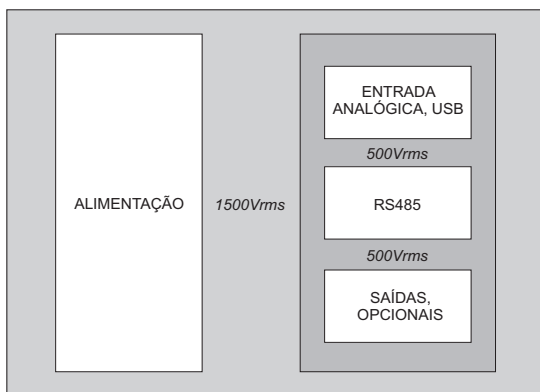 ALIMENTAÇÃO
1500Vrms
ENTRADA
ANALÓGICA, USB
500Vrms
RS485
500Vrms
SAÍDAS,
OPCIONAIS